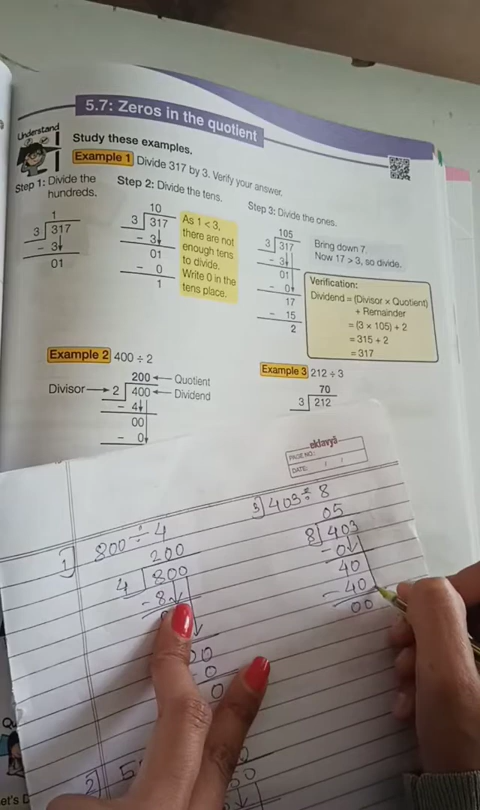 5.7: Zeros in the quotient
Understand
Study these examples.
Example 1 Divide 317 by 3. Verify your answer.
Step 1: Divide the
hundreds.
1
3 317
− 3
01
Step 2: Divide the tens.
10
3 317
− 3
01
− 0
1
As 1 < 3,
there are not
enough tens
to divide.
Write 0 in the
tens place.
Step 3: Divide the ones.
105
3 317
− 3
01
− 0
17
− 15
2
Bring down 7.
Now 17 > 3, so divide.
Verification:
Dividend = (Divisor × Quotient)
+ Remainder
= (3 × 105) + 2
= 315 + 2
= 317
Example 2 400 ÷ 2
200 ← Quotient
Divisor → 2 400 ← Dividend
− 4
00
− 0
Example 3 212 ÷ 3
70
3 212
eklavya
PAGE NO.:
DATE: / /
1) 800 ÷ 4
200
4 800
- 8
00
0
0
3) 403 ÷ 8
05
8 403
- 0
40
- 40
00
2)
let's D